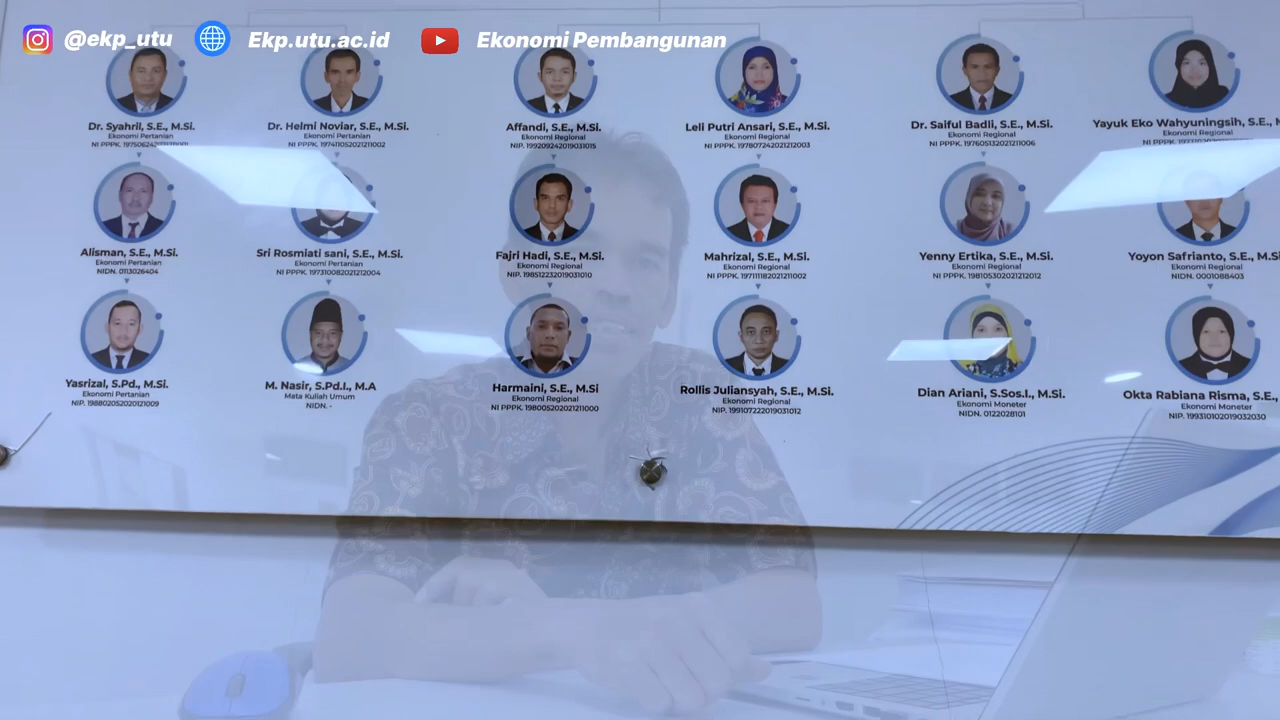 @ekp_utu
Ekp.utu.ac.id
Ekonomi Pembangunan
Dr. Syahril, S.E., M.Si.
Ekonomi Pertanian
NI PPPK.
Dr. Helmi Noviar, S.E., M.Si.
Ekonomi Pertanian
NI PPPK. 197411052021211002
Affandi, S.E., M.Si.
Ekonomi Regional
NIP. 199209242019031015
Leli Putri Ansari, S.E., M.Si.
Ekonomi Regional
NI PPPK. 197807242021212003
Dr. Saiful Badli, S.E., M.Si.
Ekonomi Regional
NI PPPK. 197605132021211006
Yayuk Eko Wahyuningsih, S.E., M
Ekonomi Regional
NI PPPK.
Alisman, S.E., M.Si.
Ekonomi Pertanian
NIDN. 0113026404
Sri Rosmiati sani, S.E., M.Si.
Ekonomi Pertanian
NI PPPK. 197310082021212004
Fajri Hadi, S.E., M.Si.
Ekonomi Regional
NIP. 198512232019031010
Mahrizal, S.E., M.Si.
Ekonomi Regional
NI PPPK. 197111182021211002
Yenny Ertika, S.E., M.Si.
Ekonomi Regional
NI PPPK. 198105302021212012
Yoyon Safrianto, S.E., M.Si
Ekonomi Regional
NIDN. 0001088403
Yasrizal, S.Pd., M.Si.
Ekonomi Pertanian
NIP. 198802052020121009
M. Nasir, S.Pd.I., M.A
Mata Kuliah Umum
NIDN. -
Harmaini, S.E., M.Si
Ekonomi Regional
NI PPPK. 198005202021211000
Rollis Juliansyah, S.E., M.Si.
Ekonomi Regional
NIP. 199107222019031012
Dian Ariani, S.Sos.I., M.Si.
Ekonomi Moneter
NIDN. 0122028101
Okta Rabiana Risma, S.E.,
Ekonomi Moneter
NIP. 199310102019032030